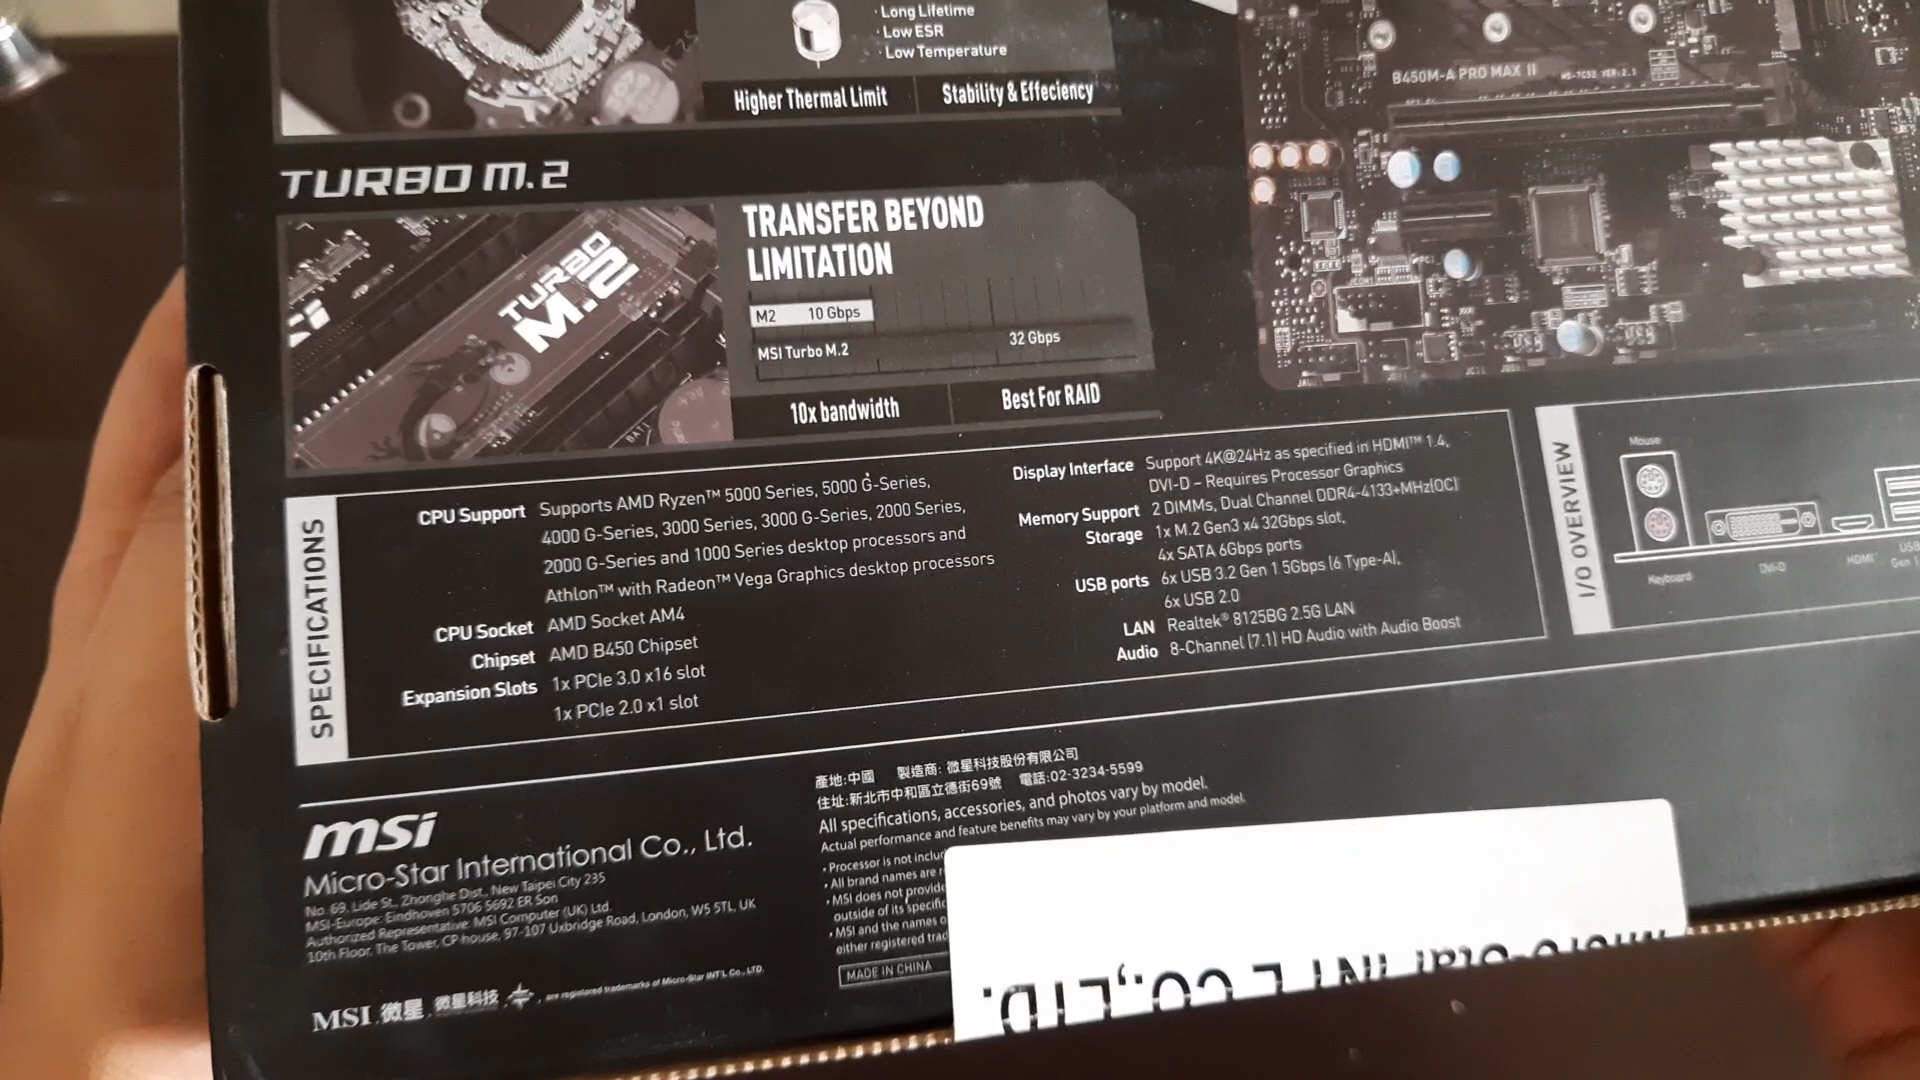 · Long Lifetime
· Low ESR
· Low Temperature
Higher Thermal Limit
Stability & Effeciency
B450M-A PRO MAX II
MS-7C52 VER:2.1
TURBO M.2
TURBO
M.2
TRANSFER BEYOND
LIMITATION
M2 10 Gbps
MSI Turbo M.2 32 Gbps
10x bandwidth
Best For RAID
BAT1
SPECIFICATIONS
CPU Support Supports AMD Ryzen™ 5000 Series, 5000 G-Series,
4000 G-Series, 3000 Series, 3000 G-Series, 2000 Series,
2000 G-Series and 1000 Series desktop processors and
Athlon™ with Radeon™ Vega Graphics desktop processors
CPU Socket AMD Socket AM4
Chipset AMD B450 Chipset
Expansion Slots 1x PCIe 3.0 x16 slot
1x PCIe 2.0 x1 slot
Display Interface Support 4K@24Hz as specified in HDMI™ 1.4,
DVI-D – Requires Processor Graphics
Memory Support 2 DIMMs, Dual Channel DDR4-4133+MHz(OC)
Storage 1x M.2 Gen3 x4 32Gbps slot,
4x SATA 6Gbps ports
USB ports 6x USB 3.2 Gen 1 5Gbps (6 Type-A),
6x USB 2.0
LAN Realtek® 8125BG 2.5G LAN
Audio 8-Channel (7.1) HD Audio with Audio Boost
I/O OVERVIEW
Mouse
Keyboard
DVI-D
HDMI™
USB
Gen 1
msi
Micro-Star International Co., Ltd.
No. 69, Lide St., Zhonghe Dist., New Taipei City 235
MSI-Europe: Eindhoven 5706 5692 ER Son
Authorized Representative: MSI Computer (UK) Ltd.
10th Floor, The Tower, CP house, 97-107 Uxbridge Road, London, W5 5TL, UK
MSI, 微星, 微星科技, , are registered trademarks of Micro-Star INT'L Co., LTD.
產地:中國 製造商: 微星科技股份有限公司
住址:新北市中和區立德街69號 電話:02-3234-5599
All specifications, accessories, and photos vary by model.
Actual performance and feature benefits may vary by your platform and model.
• Processor is not inclu
• All brand names are r
• MSI does not provide
outside of its specific
• MSI and the names o
either registered trad
MADE IN CHINA
Micro-Star INT'L CO.,LTD.